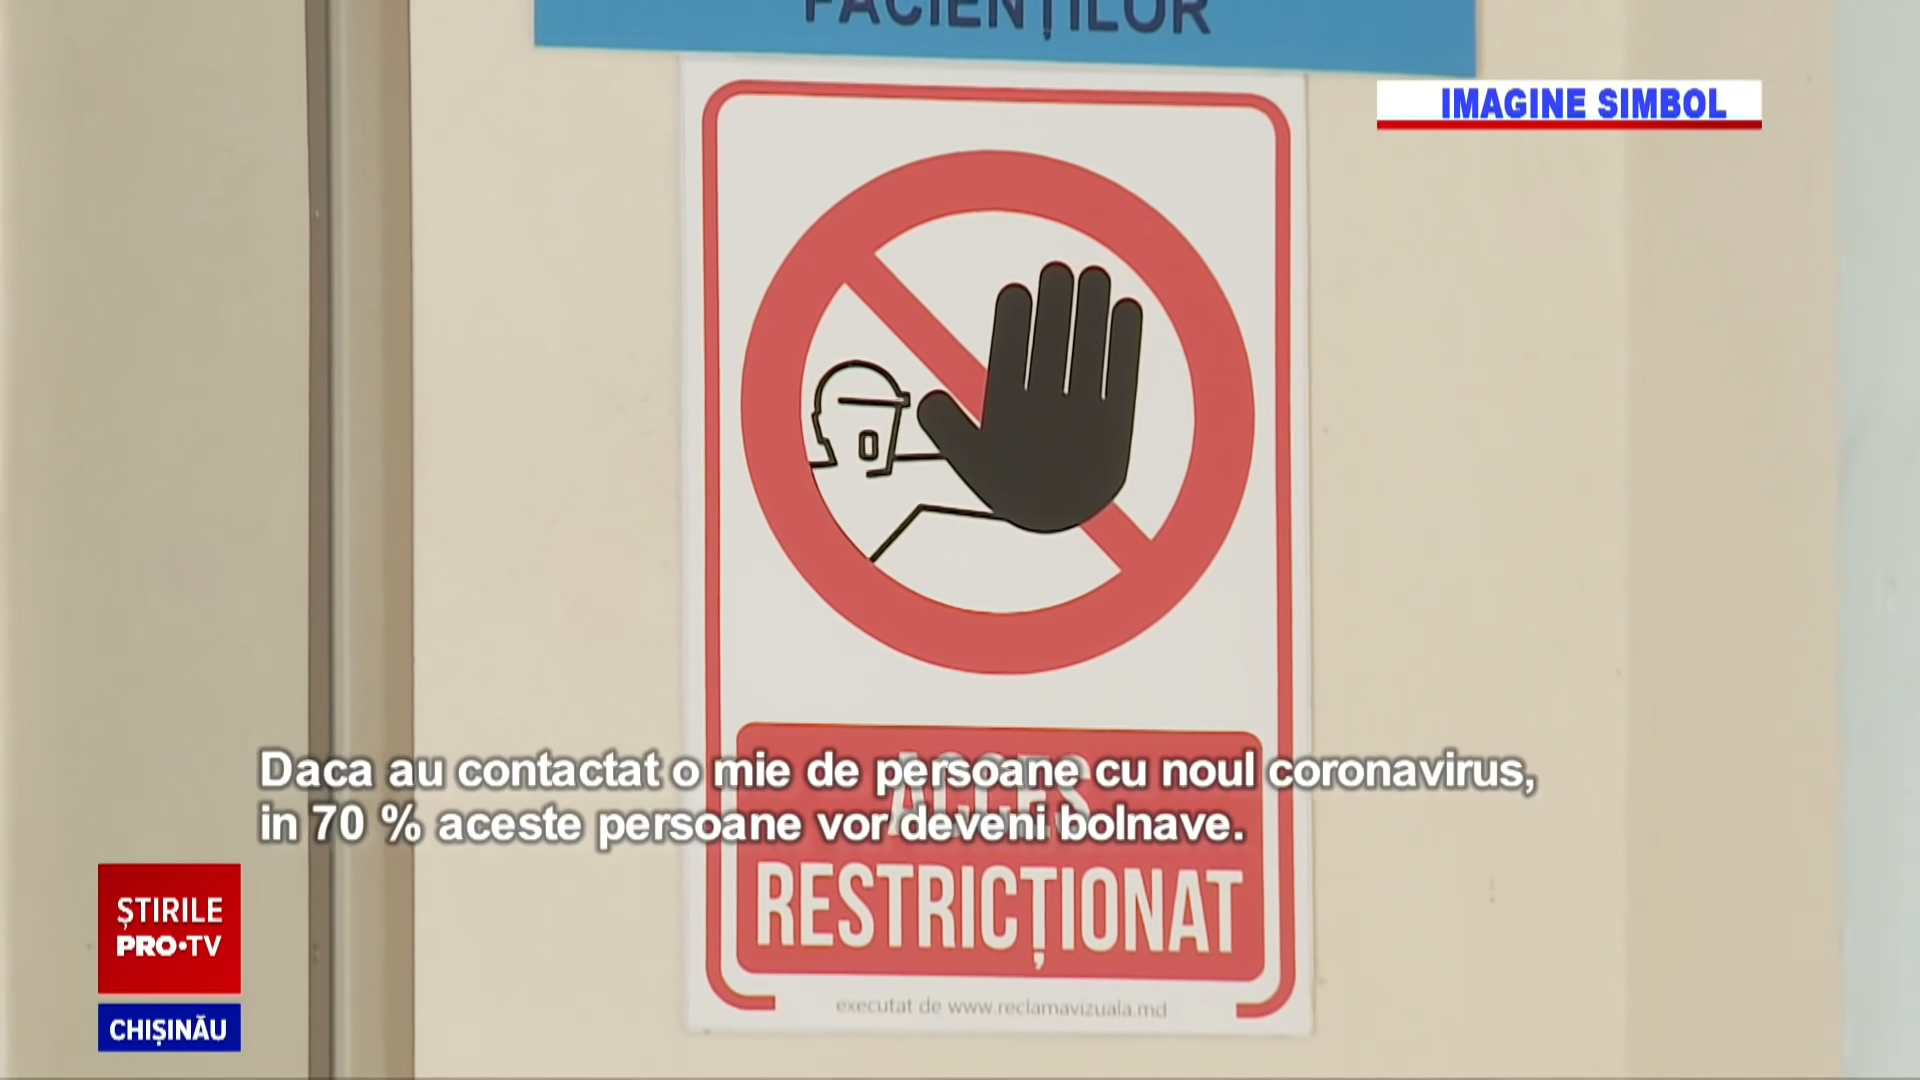 PACIENȚILOR
IMAGINE SIMBOL
ACCES
Daca au contactat o mie de persoane cu noul coronavirus,
in 70 % aceste persoane vor deveni bolnave.
RESTRICȚIONAT
executat de www.reclamavizuala.md
ȘTIRILE
PRO•TV
CHIȘINĂU